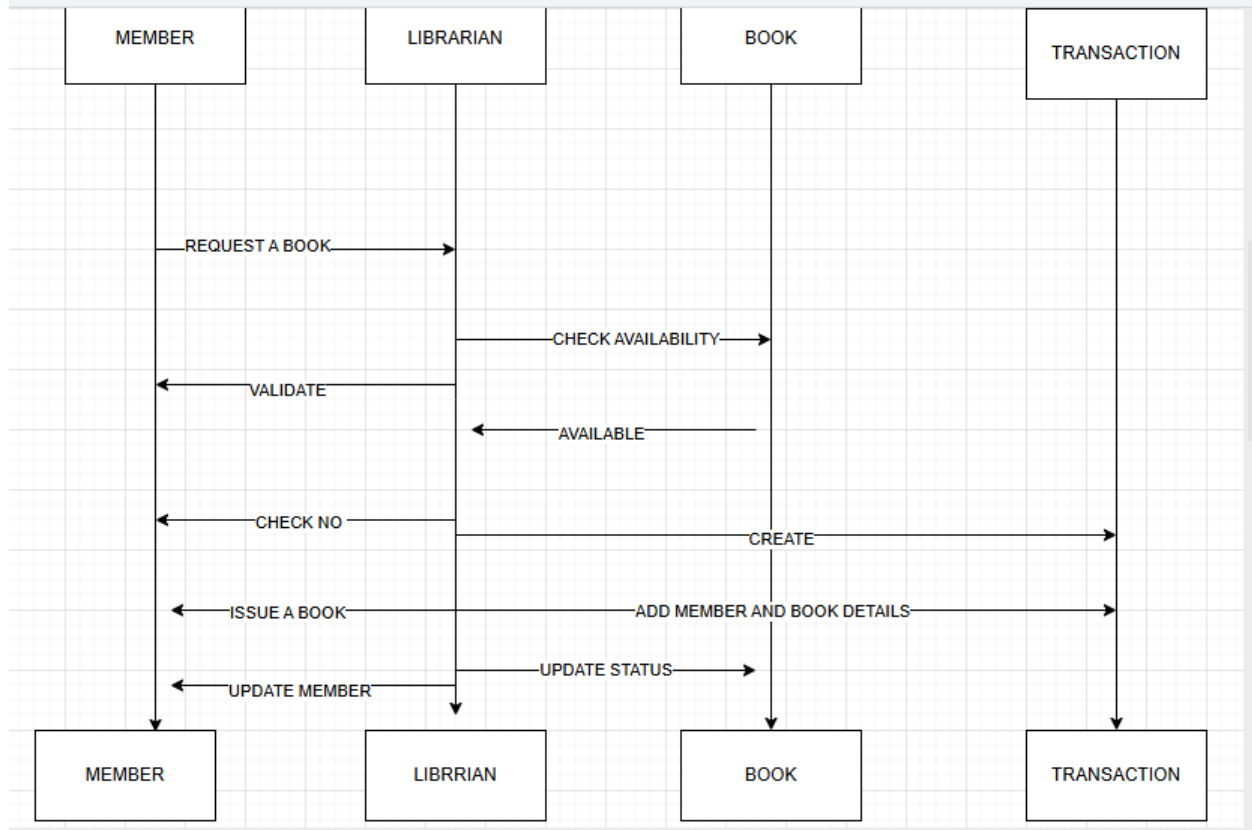 MEMBER
LIBRARIAN
BOOK
TRANSACTION
REQUEST A BOOK
CHECK AVAILABILITY
VALIDATE
AVAILABLE
CHECK NO
CREATE
ISSUE A BOOK
ADD MEMBER AND BOOK DETAILS
UPDATE STATUS
UPDATE MEMBER
MEMBER
LIBRRIAN
BOOK
TRANSACTION